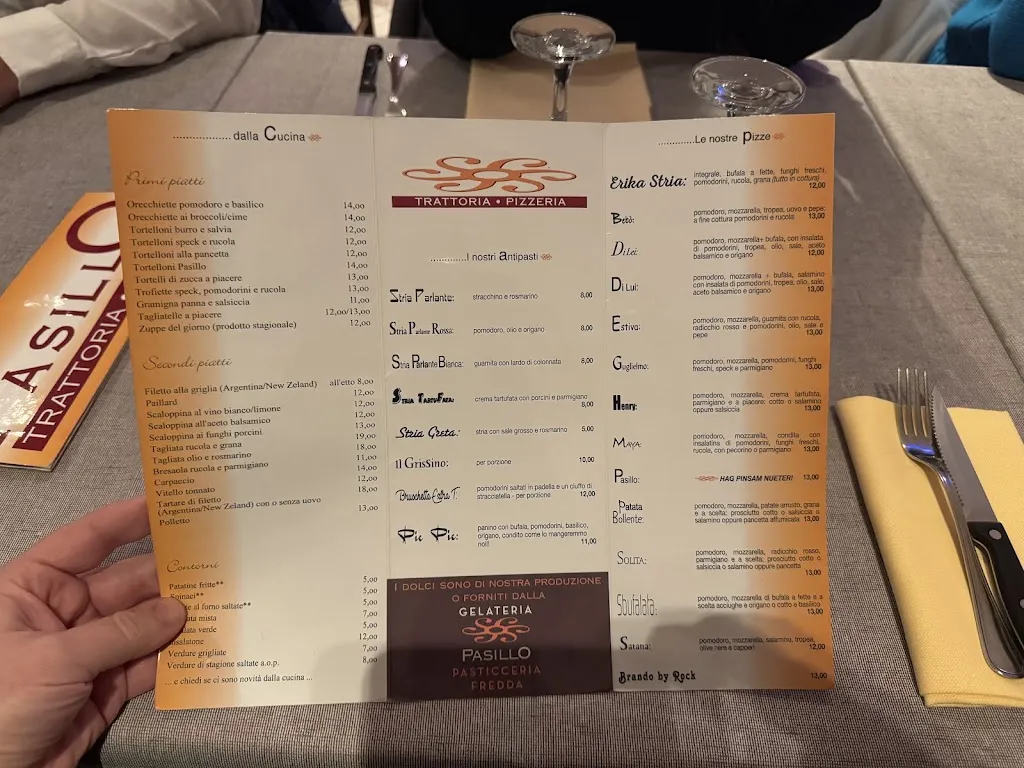 ASILLO
TRATTORIA
.................. dalla Cucina
Primi piatti
Orecchiette pomodoro e basilico 14,00
Orecchiette ai broccoli/cime 14,00
Tortelloni burro e salvia 12,00
Tortelloni speck e rucola 12,00
Tortelloni alla pancetta 12,00
Tortelloni Pasillo 14,00
Tortelli di zucca a piacere 13,00
Trofiette speck, pomodorini e rucola 13,00
Gramigna panna e salsiccia 11,00
Tagliatelle a piacere 12,00/13,00
Zuppe del giorno (prodotto stagionale) 12,00
Secondi piatti
Filetto alla griglia (Argentina/New Zeland) all'etto 8,00
Paillard 12,00
Scaloppina al vino bianco/limone 12,00
Scaloppina all'aceto balsamico 12,00
Scaloppina ai funghi porcini 13,00
Tagliata rucola e grana 19,00
Tagliata olio e rosmarino 18,00
Bresaola rucola e parmigiano 11,00
Carpaccio 14,00
Vitello tonnato 12,00
Tartare di filetto 18,00
(Argentina/New Zeland) con o senza uovo
Polletto 13,00
Contorni
Patatine fritte** 5,00
Spinaci** 5,00
te al forno saltate** 5,00
ata mista 7,00
lata verde 5,00
nsalatone 12,00
Verdure grigliate 7,00
Verdure di stagione saltate a.o.p. 8,00
... e chiedi se ci sono novità dalla cucina ...
TRATTORIA • PIZZERIA
............I nostri Antipasti
Stria Parlante: stracchino e rosmarino 8,00
Stria Parlante Rossa: pomodoro, olio e origano 8,00
Stria Parlante Bianca: guarnita con lardo di colonnata 8,00
Stria TartuFata: crema tartufata con porcini e parmigiano
8,00
Stria Greta: stria con sale grosso e rosmarino 5,00
Il GrisSino: per porzione 10,00
Bruschetta Extra T. pomodorini saltati in padella e un ciuffo di
stracciatella - per porzione 12,00
Pic Pic: panino con bufala, pomodorini, basilico,
origano, condito come lo mangeremmo
noi!! 11,00
I DOLCI SONO DI NOSTRA PRODUZIONE
O FORNITI DALLA
GELATERIA
PASILLO
PASTICCERIA
FREDDA
............Le nostre Pizze
Erika Stria: integrale, bufala a fette, funghi freschi,
pomodorini, rucola, grana (tutto in cottura)
12,00
Bebò: pomodoro, mozzarella, tropea, uovo e pepe;
a fine cottura pomodorini e rucola 13,00
Di Lei: pomodoro, mozzarella+ bufala, con insalata
di pomodorini, tropea, olio, sale, aceto
balsamico e origano 12,00
Di Lui: pomodoro, mozzarella + bufala, salamino
con insalata di pomodorini, tropea, olio, sale,
aceto balsamico e origano 13,00
Estiva: pomodoro, mozzarella, guarnita con rucola,
radicchio rosso e pomodorini, olio, sale e
pepe 13,00
Guglielmo: pomodoro, mozzarella, pomodorini, funghi
freschi, speck e parmigiano 13,00
Henry: pomodoro, mozzarella, crema tartufata,
parmigiano e a piacere: cotto o salamino
oppure salsiccia 13,00
Maya: pomodoro, mozzarella, condita con
insalatina di pomodorini, funghi freschi,
rucola, con pecorino o parmigiano 13,00
Pasillo: HAG PINSAM NUETER! 13,00
Patata
Bollente: pomodoro, mozzarella, patate arrosto, grana
e a scelta: prosciutto cotto o salsiccia o
salamino oppure pancetta affumicata 13,00
Solita: pomodoro, mozzarella, radicchio rosso,
parmigiano e a scelta: prosciutto cotto o
salsiccia o salamino oppure pancetta
13,00
Sbufalata: pomodoro, mozzarella di bufala a fette e a
scelta acciughe e origano o cotto e basilico
13,00
Satana: pomodoro, mozzarella, salamino, tropea,
olive nere e capperi 12,00
Brando by Rock 13,00